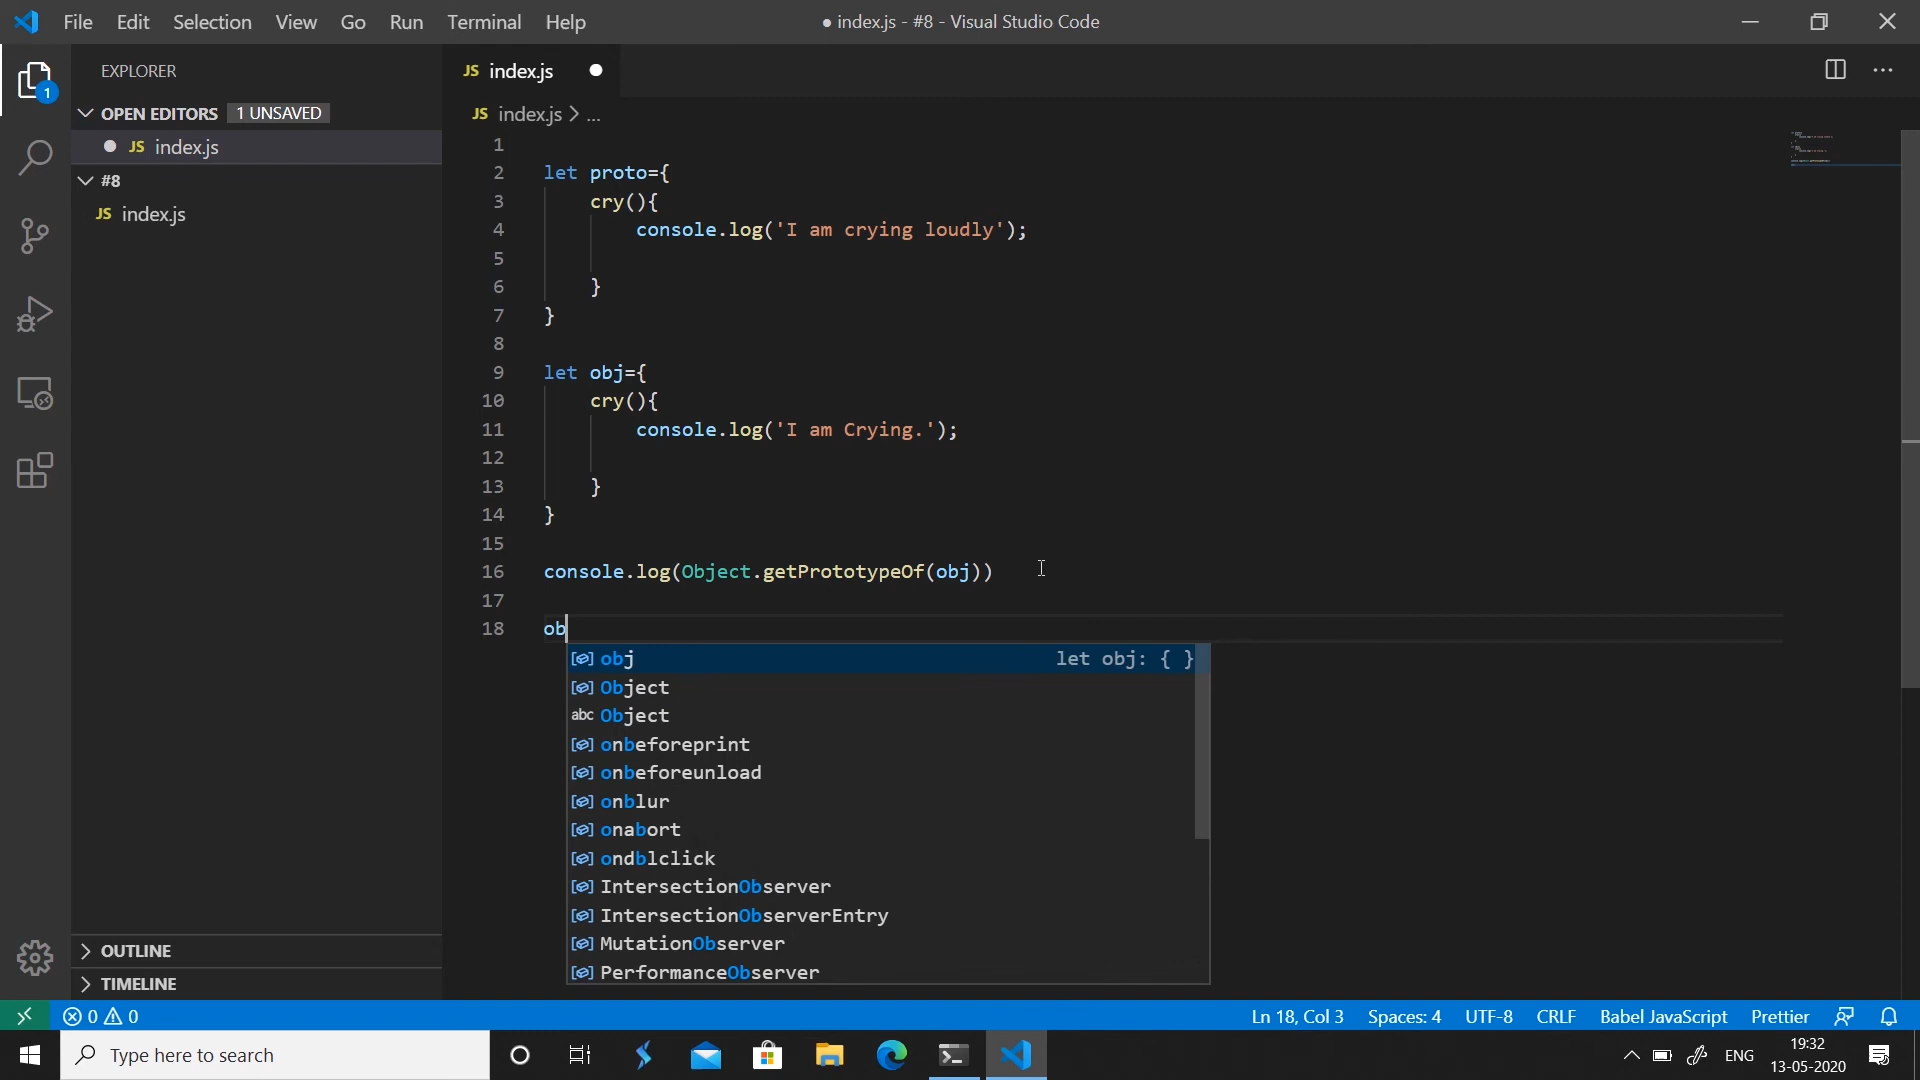 File Edit Selection View Go Run Terminal Help
● index.js - #8 - Visual Studio Code
EXPLORER
OPEN EDITORS 1 UNSAVED
JS index.js
#8
JS index.js
OUTLINE
TIMELINE
1
JS index.js
JS index.js > ...
1
2 let proto={
3 cry(){
4 console.log('I am crying loudly');
5
6 }
7 }
8
9 let obj={
10 cry(){
11 console.log('I am Crying.');
12
13 }
14 }
15
16 console.log(Object.getPrototypeOf(obj))
17
18 ob
obj let obj: { }
Object
abc Object
onbeforeprint
onbeforeunload
onblur
onabort
ondblclick
IntersectionObserver
IntersectionObserverEntry
MutationObserver
PerformanceObserver
0 0 Ln 18, Col 3 Spaces: 4 UTF-8 CRLF Babel JavaScript Prettier
Type here to search
ENG
19:32
13-05-2020